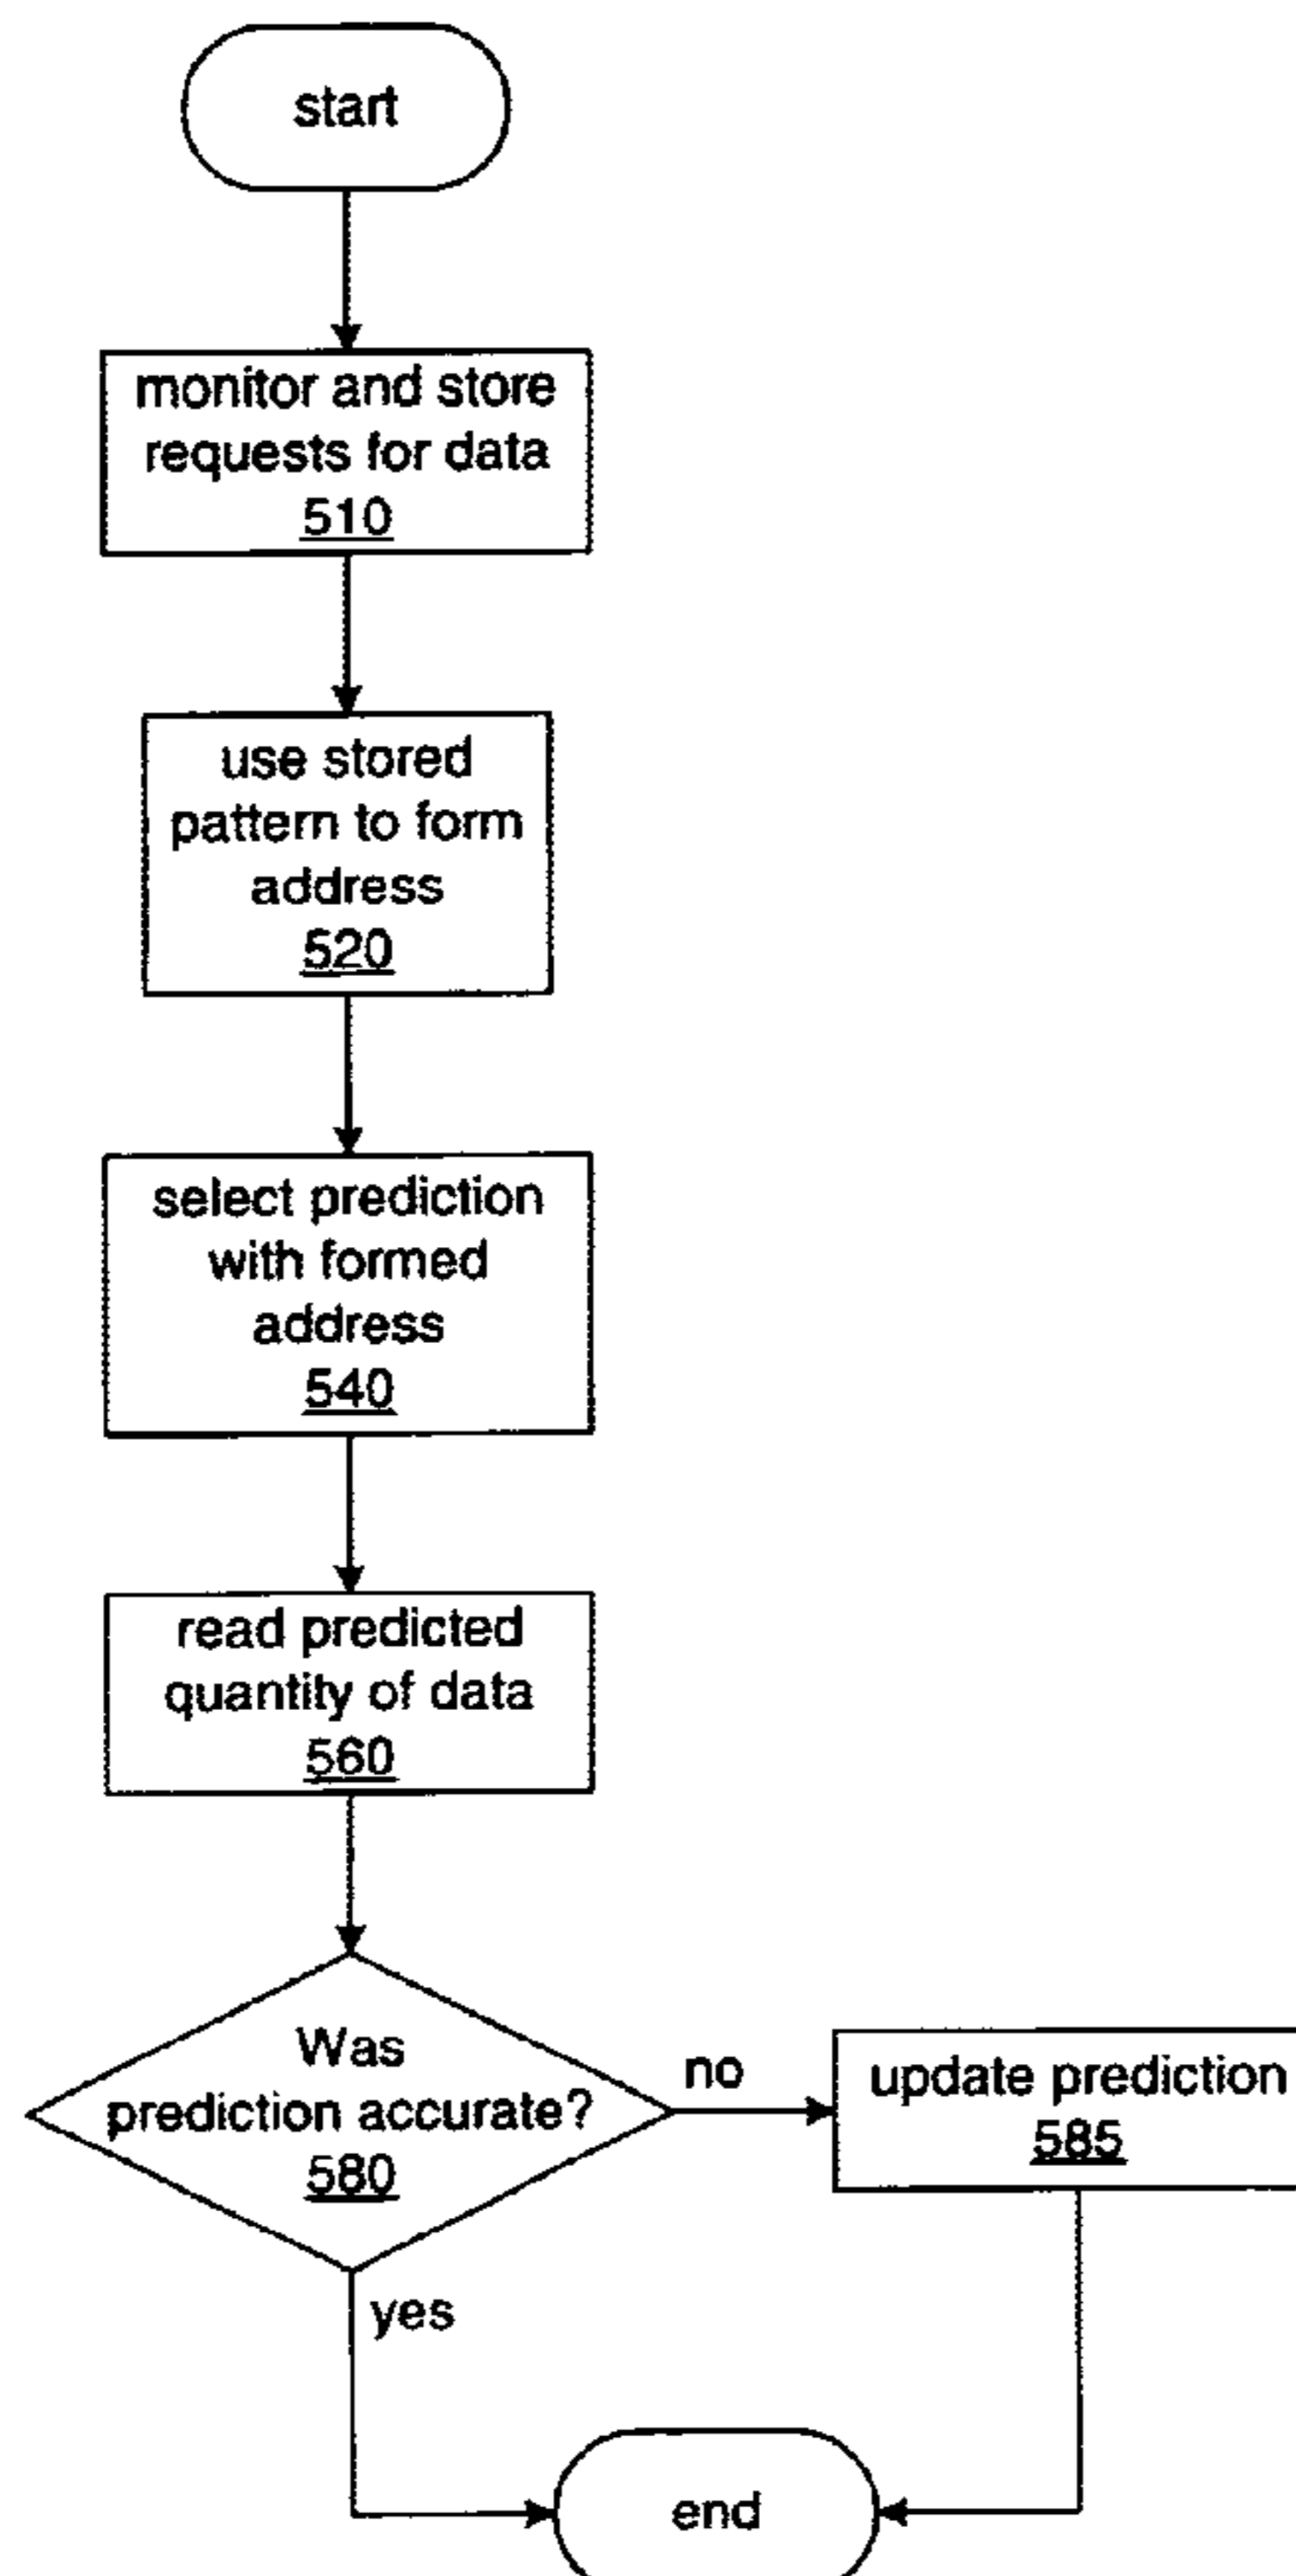 start
monitor and store
requests for data
510
use stored
pattern to form
address
520
select prediction
with formed
address
540
read predicted
quantity of data
560
Was
prediction accurate?
580
no
update prediction
585
yes
end